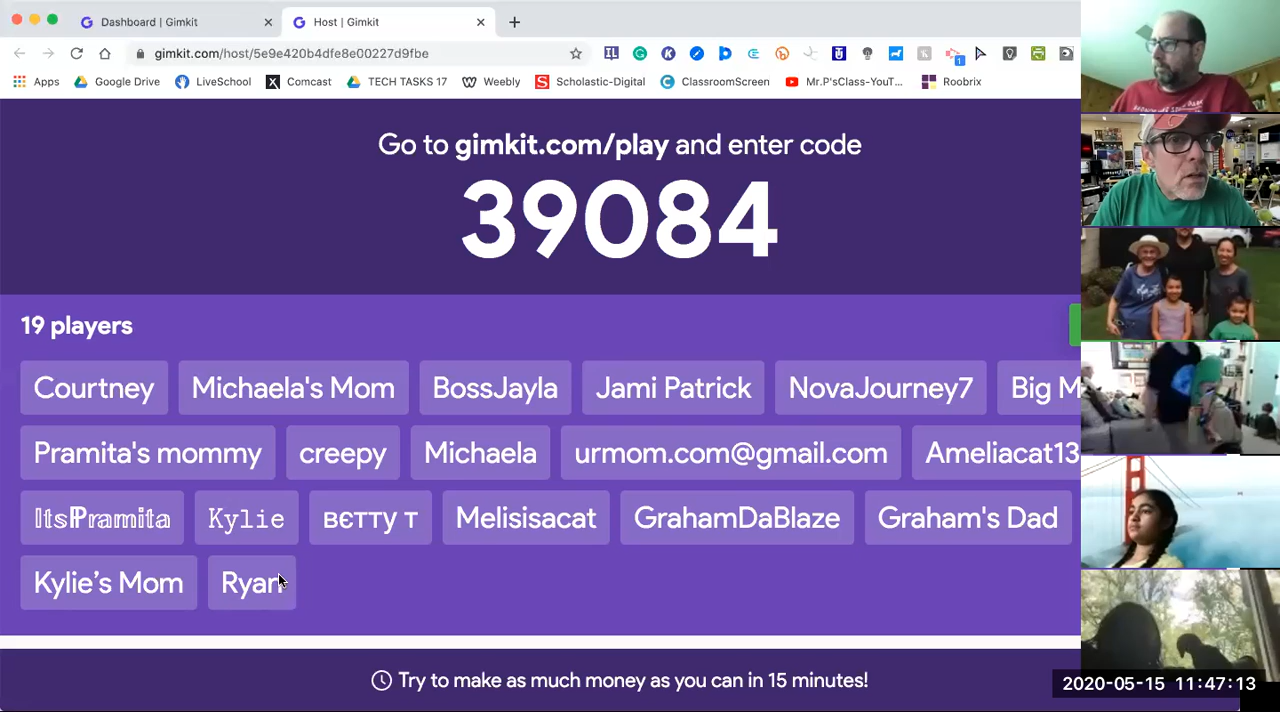 Dashboard | Gimkit
Host | Gimkit
gimkit.com/host/5e9e420b4dfe8e00227d9fbe
Apps Google Drive LiveSchool Comcast TECH TASKS 17 Weebly Scholastic-Digital ClassroomScreen Mr.P'sClass-YouT... Roobrix
Go to gimkit.com/play and enter code
39084
19 players
Courtney Michaela's Mom BossJayla Jami Patrick NovaJourney7 Big M
Pramita's mommy creepy Michaela urmom.com@gmail.com Ameliacat13
𝕀𝕥𝕤ℙ𝕣𝕒𝕞𝕚𝕥𝕒 𝙺𝚢𝚕𝚒𝚎 вєттy т Melisisacat GrahamDaBlaze Graham's Dad
Kylie’s Mom Ryan
Try to make as much money as you can in 15 minutes!
2020-05-15 11:47:13